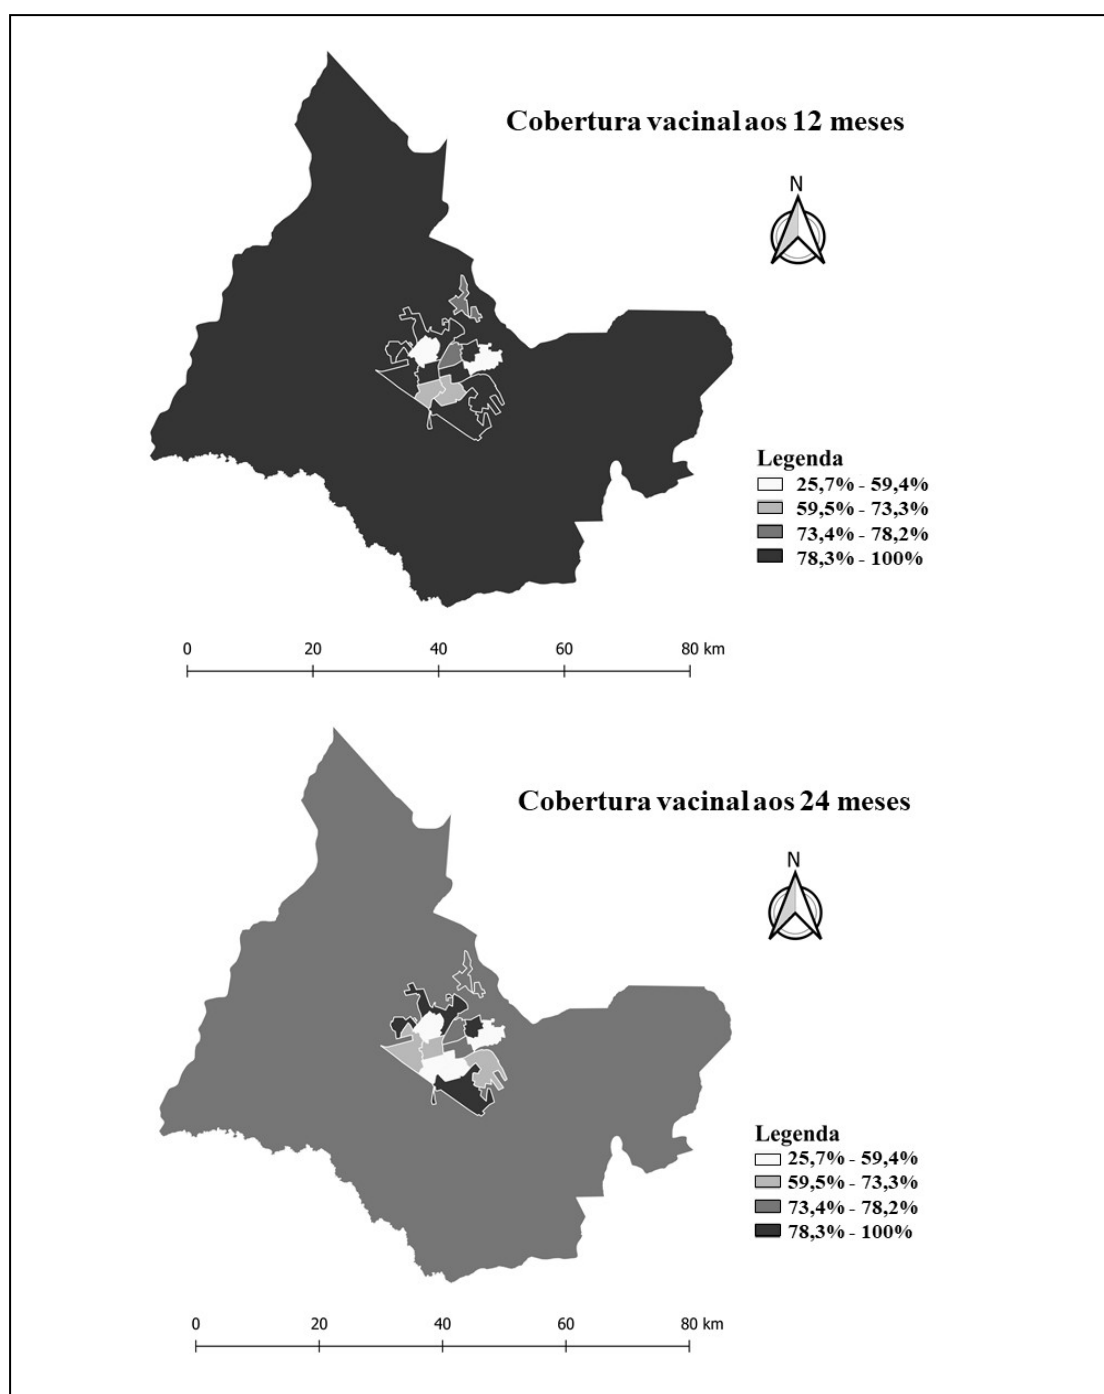 Cobertura vacinal aos 12 meses
N
Legenda
25,7% - 59,4%
59,5% - 73,3%
73,4% - 78,2%
78,3% - 100%
0 20 40 60 80 km
Cobertura vacinal aos 24 meses
N
Legenda
25,7% - 59,4%
59,5% - 73,3%
73,4% - 78,2%
78,3% - 100%
0 20 40 60 80 km